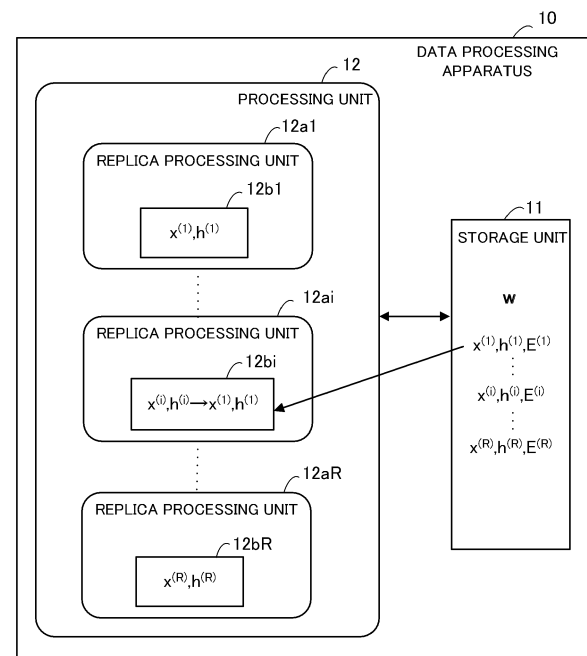 10
DATA PROCESSING
APPARATUS
12
PROCESSING UNIT
12a1
REPLICA PROCESSING UNIT
12b1
x(1),h(1)
12ai
REPLICA PROCESSING UNIT
12bi
x(i),h(i)→x(1),h(1)
12aR
REPLICA PROCESSING UNIT
12bR
x(R),h(R)
11
STORAGE UNIT
w
x(1),h(1),E(1)
x(i),h(i),E(i)
x(R),h(R),E(R)